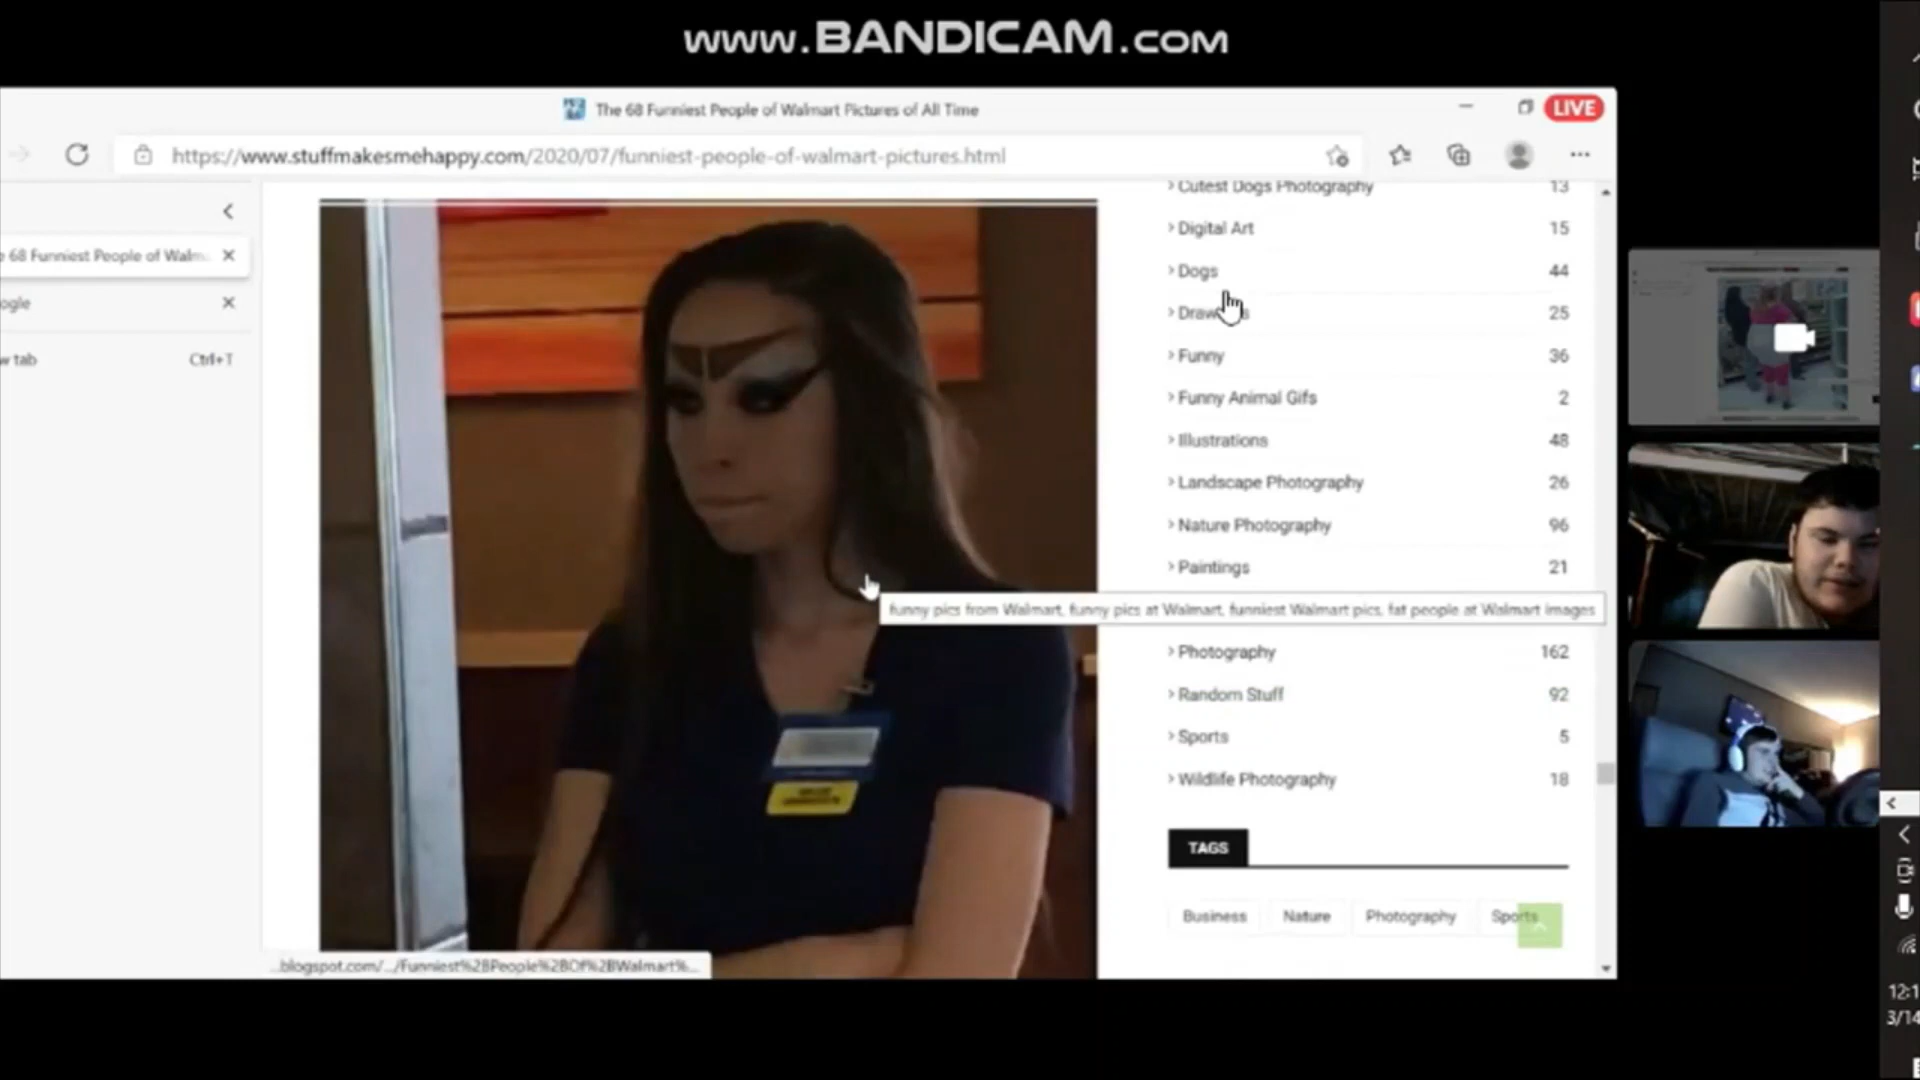 www.BANDICAM.com
The 68 Funniest People of Walmart Pictures of All Time
LIVE
https://www.stuffmakesmehappy.com/2020/07/funniest-people-of-walmart-pictures.html
68 Funniest People of Walm..
ogle
w tab Ctrl+T
Cutest Dogs Photography 13
Digital Art 15
Dogs 44
Draw s 25
Funny 36
Funny Animal Gifs 2
Illustrations 48
Landscape Photography 26
Nature Photography 96
Paintings 21
funny pics from Walmart, funny pics at Walmart, funniest Walmart pics, fat people at Walmart images
Photography 162
Random Stuff 92
Sports 5
Wildlife Photography 18
TAGS
Business Nature Photography Sports
...blogspot.com/.../Funniest%2BPeople%2BOf%2BWalmart%...
12:1
3/14